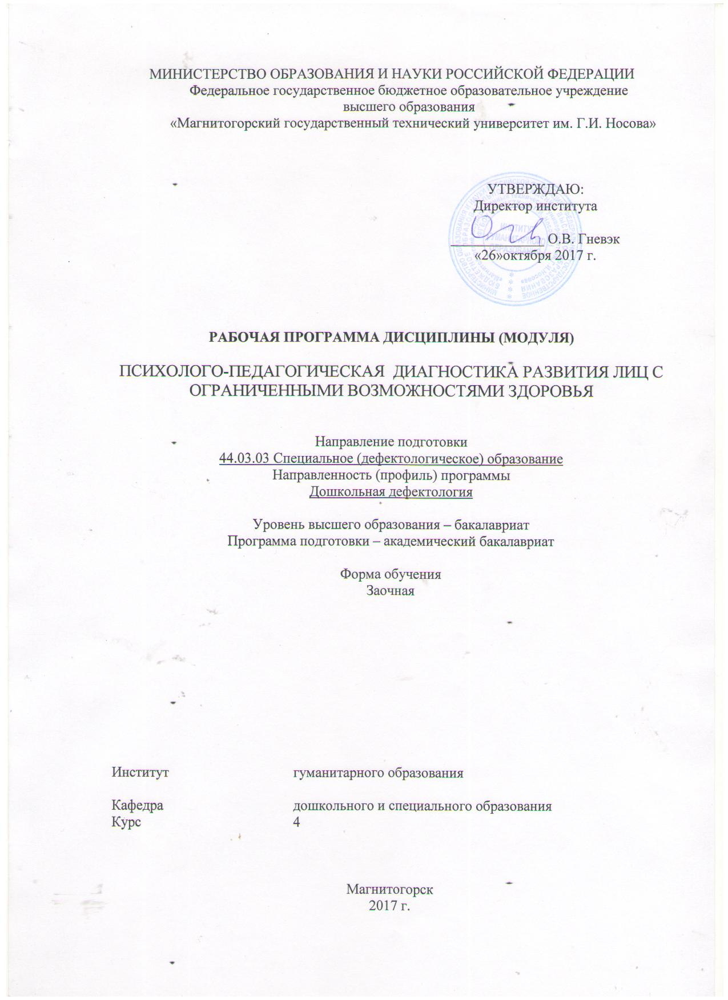 МИНИСТЕРСТВО ОБРАЗОВАНИЯ И НАУКИ РОССИЙСКОЙ ФЕДЕРАЦИИ
Федеральное государственное бюджетное образовательное учреждение
высшего образования
«Магнитогорский государственный технический университет им. Г.И. Носова»
УТВЕРЖДАЮ:
Директор института
О.В. Гневэк
«26»октября 2017 г.
ИНСТИТУТ
ГУМАНИТАРНОГО
ОБРАЗОВАНИЯ
РАБОЧАЯ ПРОГРАММА ДИСЦИПЛИНЫ (МОДУЛЯ)
ПСИХОЛОГО-ПЕДАГОГИЧЕСКАЯ ДИАГНОСТИКА РАЗВИТИЯ ЛИЦ С
ОГРАНИЧЕННЫМИ ВОЗМОЖНОСТЯМИ ЗДОРОВЬЯ
Направление подготовки
44.03.03 Специальное (дефектологическое) образование
Направленность (профиль) программы
Дошкольная дефектология
Уровень высшего образования – бакалавриат
Программа подготовки – академический бакалавриат
Форма обучения
Заочная
Институт гуманитарного образования
Кафедра дошкольного и специального образования
Курс 4
Магнитогорск
2017 г.